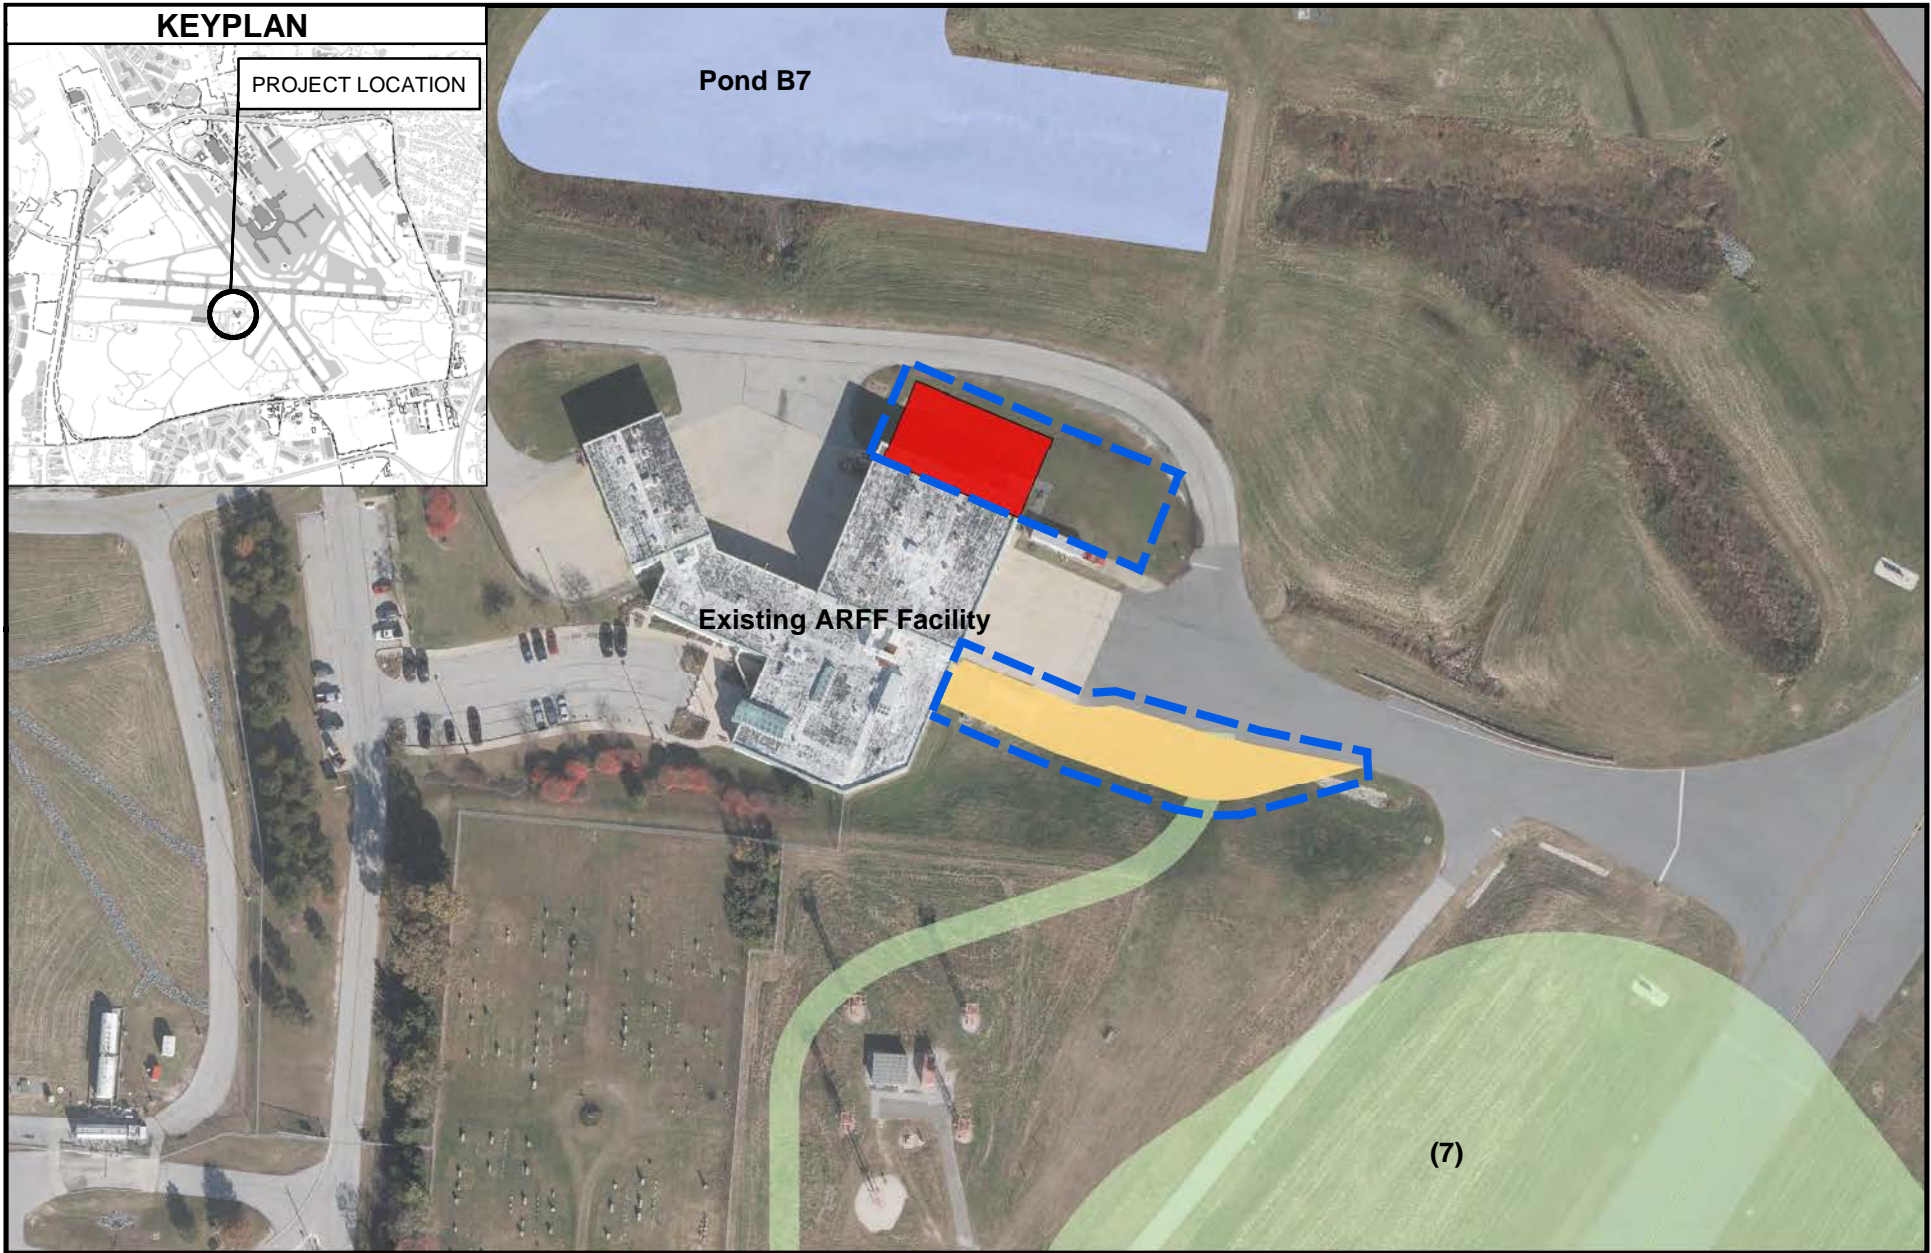 KEYPLAN
PROJECT LOCATION
Pond B7
Existing ARFF Facility
(7)